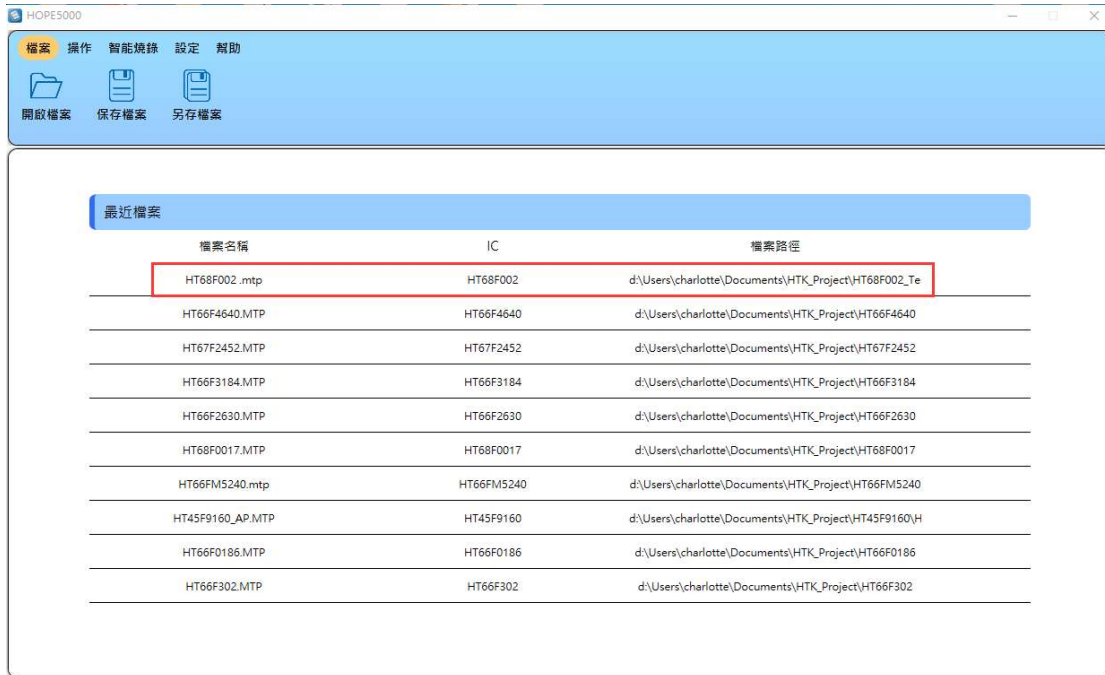 HOPE5000
檔案 操作 智能燒錄 設定 幫助
開啟檔案 保存檔案 另存檔案
最近檔案
檔案名稱 IC 檔案路徑
HT68F002 .mtp HT68F002 d:\Users\charlotte\Documents\HTK_Project\HT68F002_Te
HT66F4640.MTP HT66F4640 d:\Users\charlotte\Documents\HTK_Project\HT66F4640
HT67F2452.MTP HT67F2452 d:\Users\charlotte\Documents\HTK_Project\HT67F2452
HT66F3184.MTP HT66F3184 d:\Users\charlotte\Documents\HTK_Project\HT66F3184
HT66F2630.MTP HT66F2630 d:\Users\charlotte\Documents\HTK_Project\HT66F2630
HT68F0017.MTP HT68F0017 d:\Users\charlotte\Documents\HTK_Project\HT68F0017
HT66FM5240.mtp HT66FM5240 d:\Users\charlotte\Documents\HTK_Project\HT66FM5240
HT45F9160_AP.MTP HT45F9160 d:\Users\charlotte\Documents\HTK_Project\HT45F9160\H
HT66F0186.MTP HT66F0186 d:\Users\charlotte\Documents\HTK_Project\HT66F0186
HT66F302.MTP HT66F302 d:\Users\charlotte\Documents\HTK_Project\HT66F302